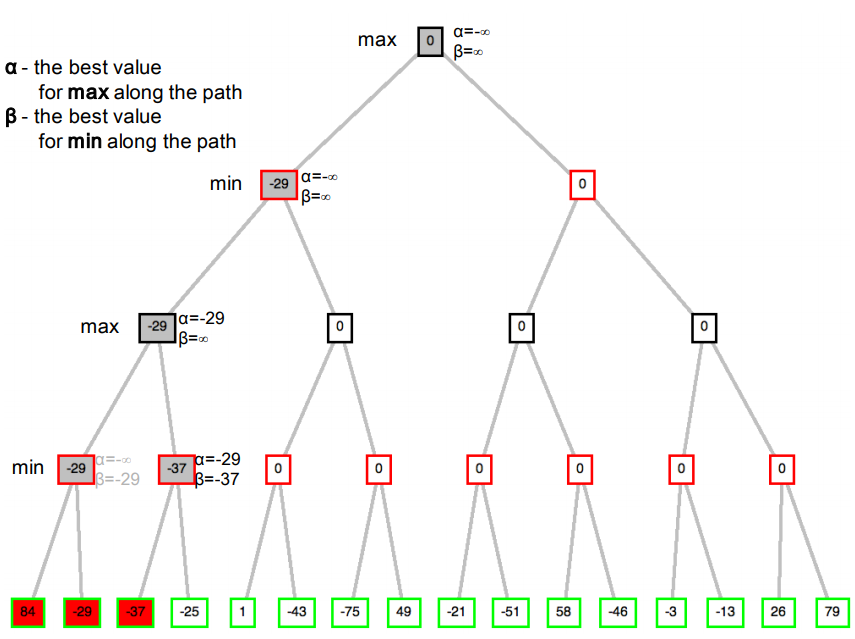 max 0 α=-∞
β=∞
α - the best value
for max along the path
β - the best value
for min along the path
min -29 α=-∞
β=∞
0
max -29 α=-29
β=∞
0 0 0
min -29 α=-∞
β=-29
-37 α=-29
β=-37
0 0 0 0 0 0
84 -29 -37 -25 1 -43 -75 49 -21 -51 58 -46 -3 -13 26 79